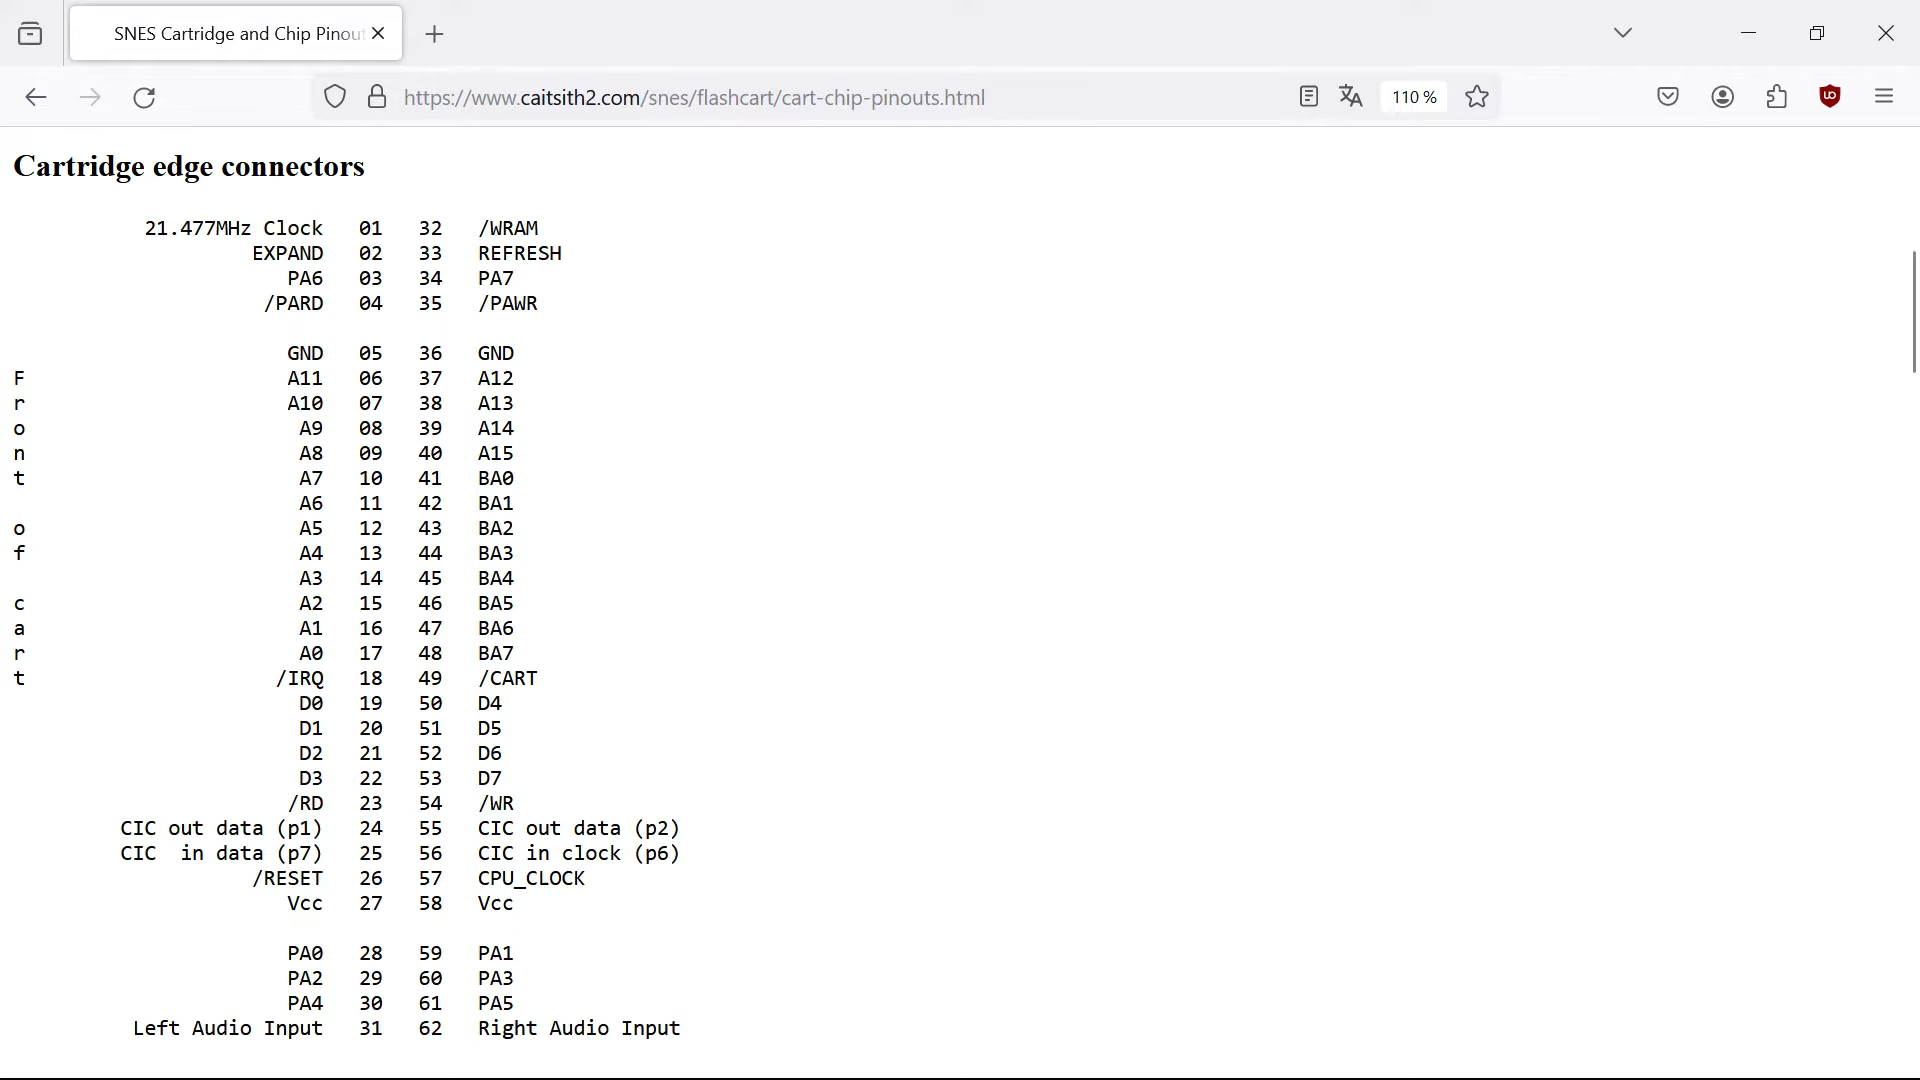 SNES Cartridge and Chip Pinou
https://www.caitsith2.com/snes/flashcart/cart-chip-pinouts.html
110 %
Cartridge edge connectors
21.477MHz Clock 01 32 /WRAM
EXPAND 02 33 REFRESH
PA6 03 34 PA7
/PARD 04 35 /PAWR
GND 05 36 GND
F A11 06 37 A12
r A10 07 38 A13
o A9 08 39 A14
n A8 09 40 A15
t A7 10 41 BA0
A6 11 42 BA1
o A5 12 43 BA2
f A4 13 44 BA3
A3 14 45 BA4
c A2 15 46 BA5
a A1 16 47 BA6
r A0 17 48 BA7
t /IRQ 18 49 /CART
D0 19 50 D4
D1 20 51 D5
D2 21 52 D6
D3 22 53 D7
/RD 23 54 /WR
CIC out data (p1) 24 55 CIC out data (p2)
CIC in data (p7) 25 56 CIC in clock (p6)
/RESET 26 57 CPU_CLOCK
Vcc 27 58 Vcc
PA0 28 59 PA1
PA2 29 60 PA3
PA4 30 61 PA5
Left Audio Input 31 62 Right Audio Input